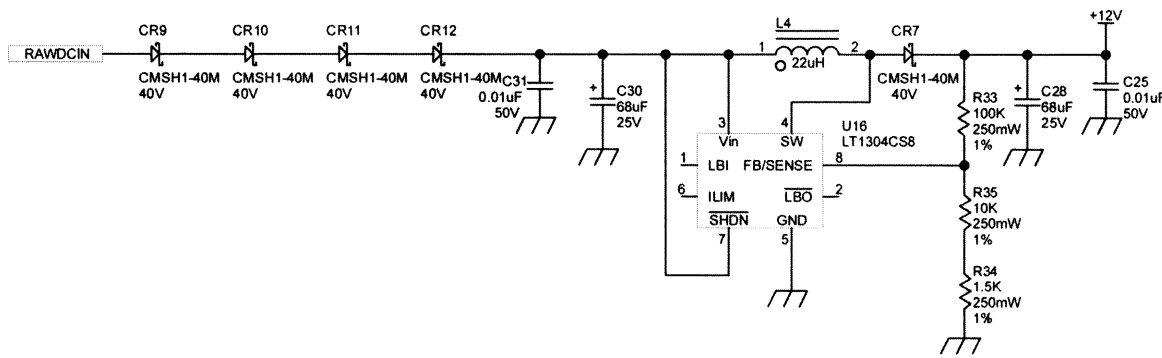 RAWDCIN
CR9
CMSH1-40M
40V
CR10
CMSH1-40M
40V
CR11
CMSH1-40M
40V
CR12
CMSH1-40M
40V
C31
0.01uF
50V
+
C30
68uF
25V
L4
1
2
22uH
CR7
CMSH1-40M
40V
+12V
R33
100K
250mW
1%
+
C28
68uF
25V
C25
0.01uF
50V
U16
LT1304CS8
3
4
Vin
SW
1
LBI
FB/SENSE
8
6
ILIM
LBO
2
SHDN
GND
7
5
R35
10K
250mW
1%
R34
1.5K
250mW
1%